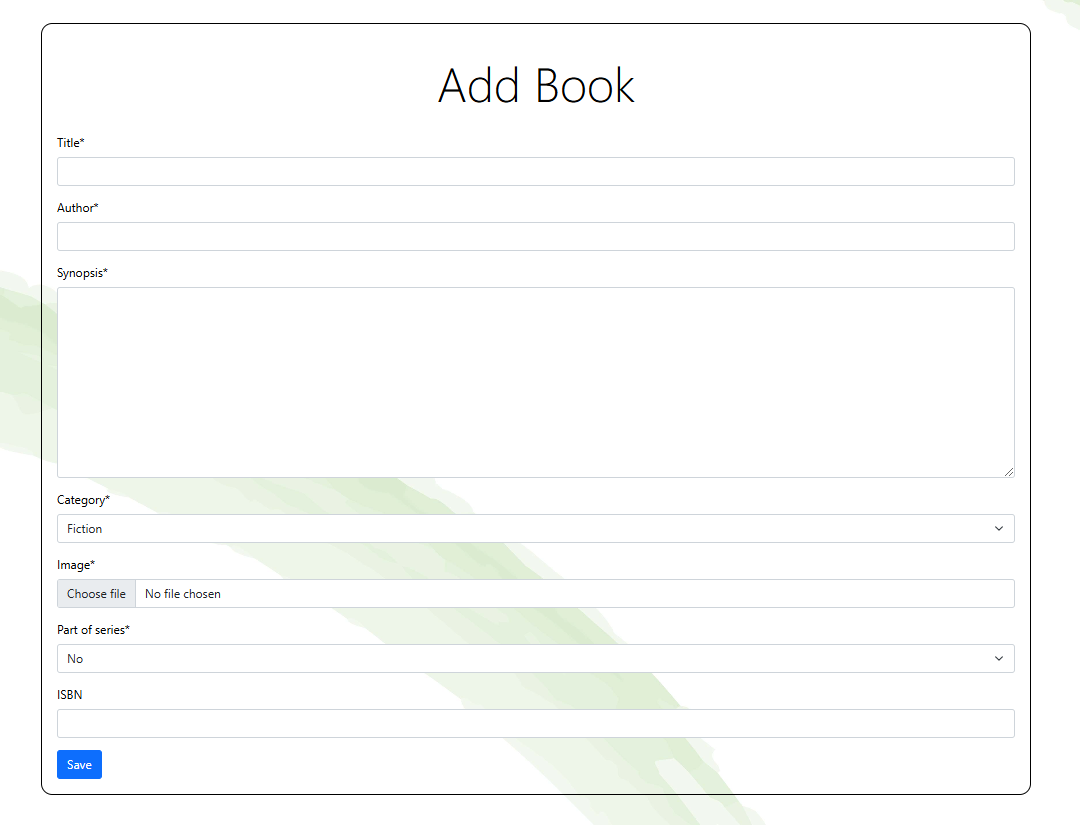 Add Book
Title*
Author*
Synopsis*
Category*
Fiction
Image*
Choose file No file chosen
Part of series*
No
ISBN
Save